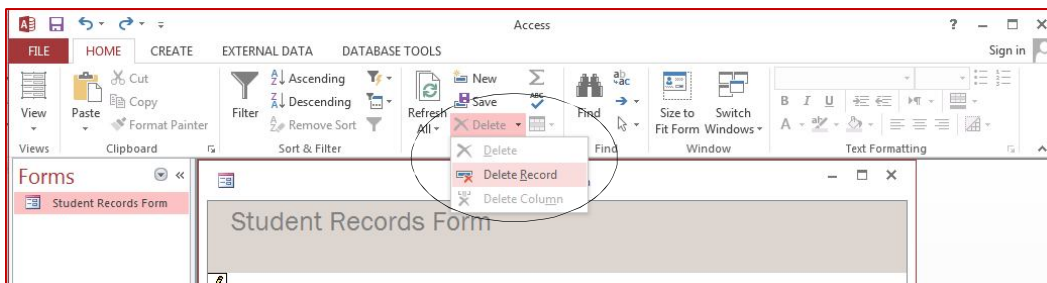 Access
?
FILE HOME CREATE EXTERNAL DATA DATABASE TOOLS Sign in
View
Paste
Cut
Copy
Format Painter
Filter
Ascending
Descending
Remove Sort
Refresh
All
New
Save
Delete
Find
Size to
Fit Form
Switch
Windows
B I U
A
Views Clipboard Sort & Filter Find Window Text Formatting
Delete
Delete Record
Delete Column
Forms
Student Records Form
Student Records Form